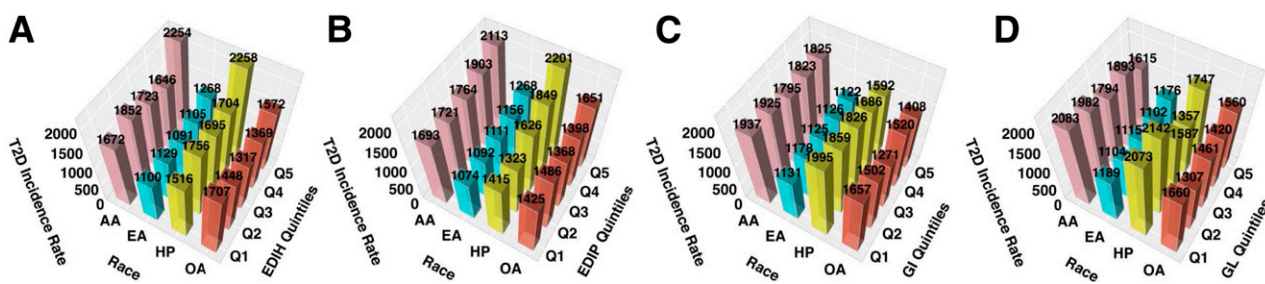 A
2254
2258
1646
1268
1723
1704
1572
1852
1105
1695
1369
1672
1091
1756
1317
1129
1448
1100
1516
1707
2000
1500
1000
500
0
T2D Incidence Rate
AA
EA
HP
OA
Race
Q1
Q2
Q3
Q4
Q5
EDIH Quintiles
B
2113
2201
1903
1268
1764
1849
1651
1721
1156
1626
1398
1693
1111
1323
1368
1092
1486
1074
1415
1425
2000
1500
1000
500
0
T2D Incidence Rate
AA
EA
HP
OA
Race
Q1
Q2
Q3
Q4
Q5
EDIP Quintiles
C
1825
1823
1592
1795
1122
1686
1408
1925
1126
1826
1520
1937
1125
1859
1271
1178
1995
1502
1131
1657
2000
1500
1000
500
0
T2D Incidence Rate
AA
EA
HP
OA
Race
Q1
Q2
Q3
Q4
Q5
GI Quintiles
D
1615
1893
1747
1794
1176
1357
1560
1982
1102
1587
1420
2083
1115
2142
1461
1104
2073
1307
1189
1660
2000
1500
1000
500
0
T2D Incidence Rate
AA
EA
HP
OA
Race
Q1
Q2
Q3
Q4
Q5
GL Quintiles